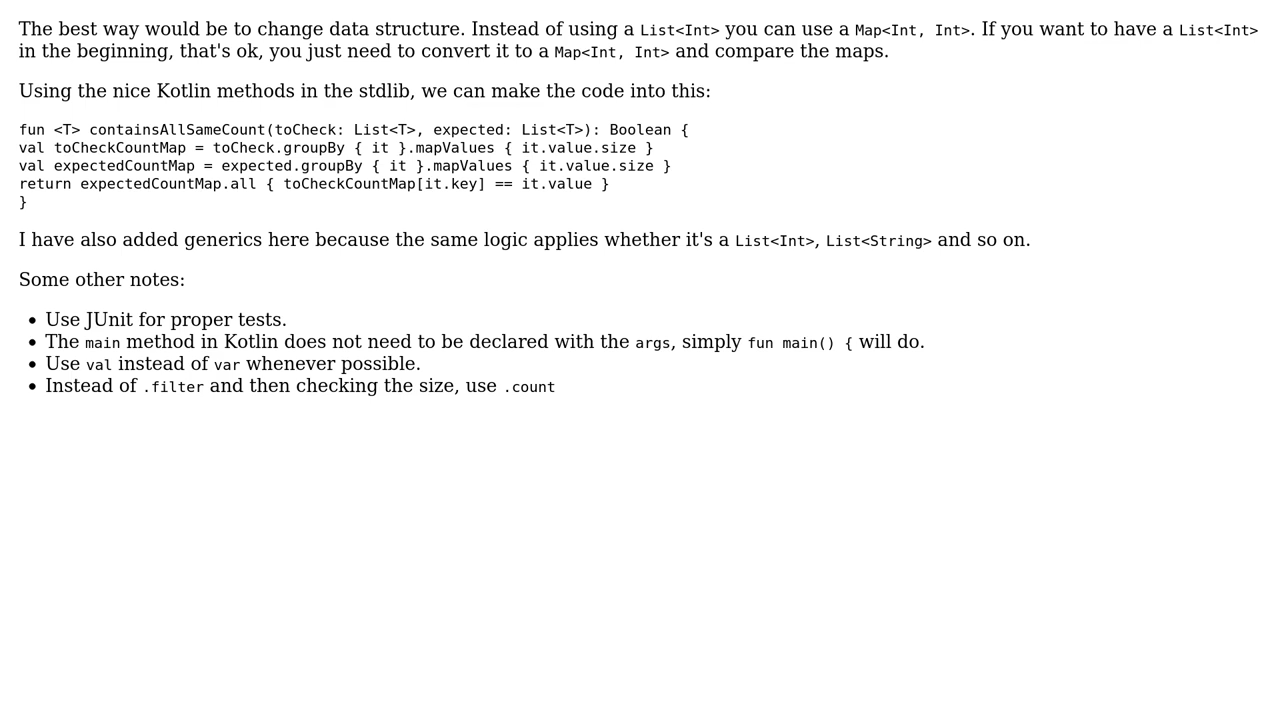 The best way would be to change data structure. Instead of using a List<Int> you can use a Map<Int, Int>. If you want to have a List<Int>
in the beginning, that's ok, you just need to convert it to a Map<Int, Int> and compare the maps.
Using the nice Kotlin methods in the stdlib, we can make the code into this:
fun <T> containsAllSameCount(toCheck: List<T>, expected: List<T>): Boolean {
val toCheckCountMap = toCheck.groupBy { it }.mapValues { it.value.size }
val expectedCountMap = expected.groupBy { it }.mapValues { it.value.size }
return expectedCountMap.all { toCheckCountMap[it.key] == it.value }
}
I have also added generics here because the same logic applies whether it's a List<Int>, List<String> and so on.
Some other notes:
• Use JUnit for proper tests.
• The main method in Kotlin does not need to be declared with the args, simply fun main() { will do.
• Use val instead of var whenever possible.
• Instead of .filter and then checking the size, use .count